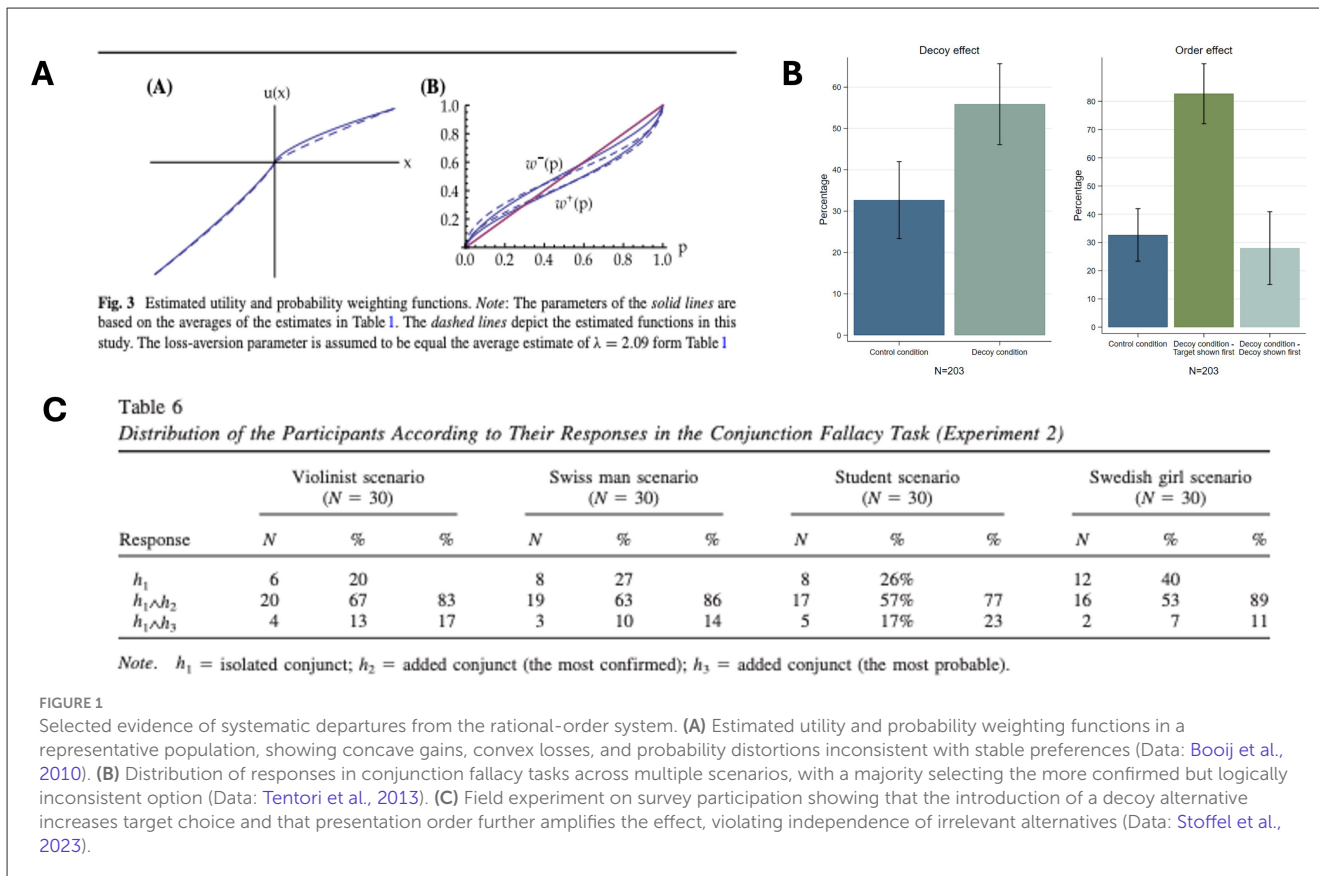 A
(A)
u(x)
x
(B)
1.0
0.8
0.6
0.4
0.2
w⁻(p)
w⁺(p)
0.0 0.2 0.4 0.6 0.8 1.0 p
Fig. 3 Estimated utility and probability weighting functions. Note: The parameters of the solid lines are
based on the averages of the estimates in Table 1. The dashed lines depict the estimated functions in this
study. The loss-aversion parameter is assumed to be equal the average estimate of λ = 2.09 form Table 1
B
Decoy effect
Percentage
60
50
40
30
20
10
0
Control condition Decoy condition
N=203
Order effect
Percentage
80
70
60
50
40
30
20
10
0
Control condition Decoy condition - Decoy condition -
Target shown first Decoy shown first
N=203
C
Table 6
Distribution of the Participants According to Their Responses in the Conjunction Fallacy Task (Experiment 2)
Violinist scenario Swiss man scenario Student scenario Swedish girl scenario
(N = 30) (N = 30) (N = 30) (N = 30)
Response N % % N % % N % % N % %
h₁ 6 20 8 27 8 26% 12 40
h₁∧h₂ 20 67 83 19 63 86 17 57% 77 16 53 89
h₁∧h₃ 4 13 17 3 10 14 5 17% 23 2 7 11
Note. h₁ = isolated conjunct; h₂ = added conjunct (the most confirmed); h₃ = added conjunct (the most probable).
FIGURE 1
Selected evidence of systematic departures from the rational-order system. (A) Estimated utility and probability weighting functions in a
representative population, showing concave gains, convex losses, and probability distortions inconsistent with stable preferences (Data: Booij et al.,
2010). (B) Distribution of responses in conjunction fallacy tasks across multiple scenarios, with a majority selecting the more confirmed but logically
inconsistent option (Data: Tentori et al., 2013). (C) Field experiment on survey participation showing that the introduction of a decoy alternative
increases target choice and that presentation order further amplifies the effect, violating independence of irrelevant alternatives (Data: Stoffel et al.,
2023).